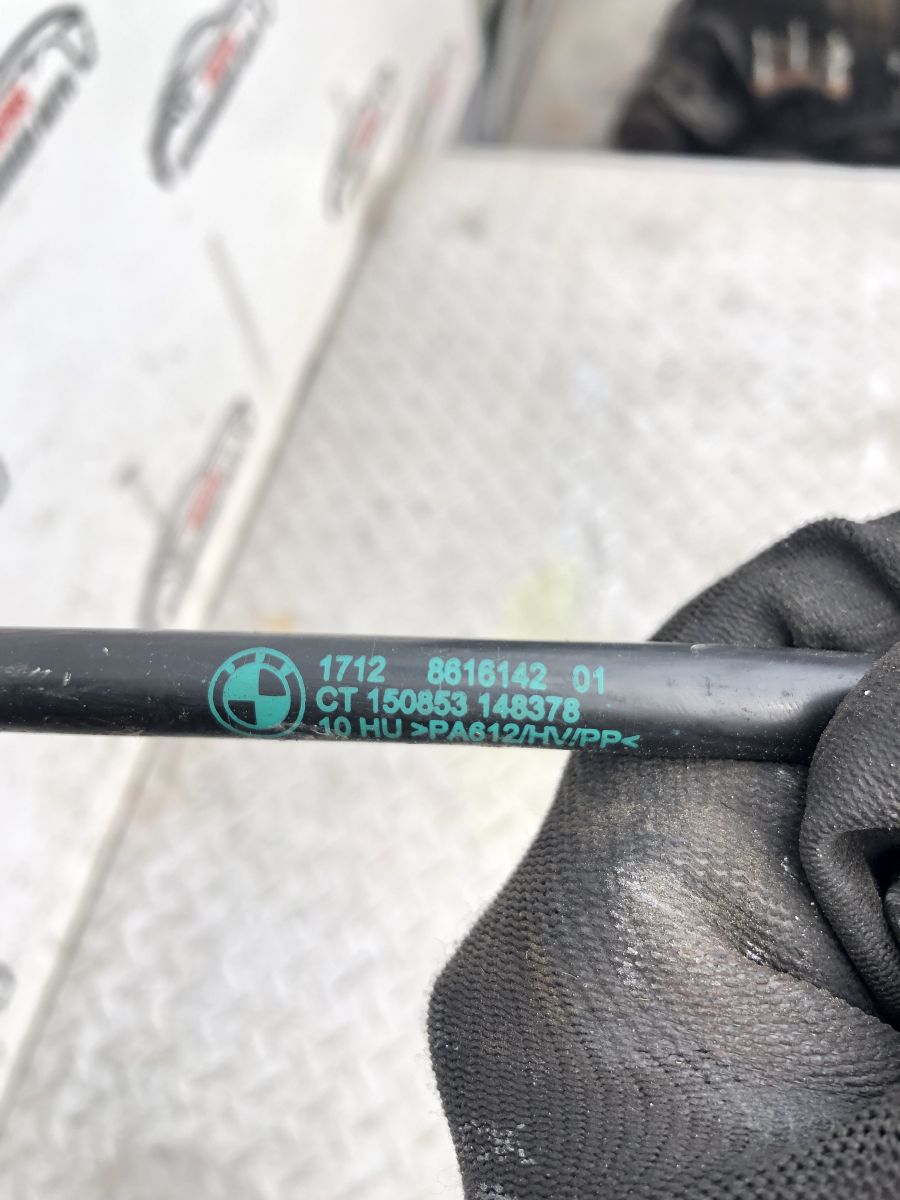 1712 8616142 01
CT 150853 148378
10 HU >PA612/HV/PP<